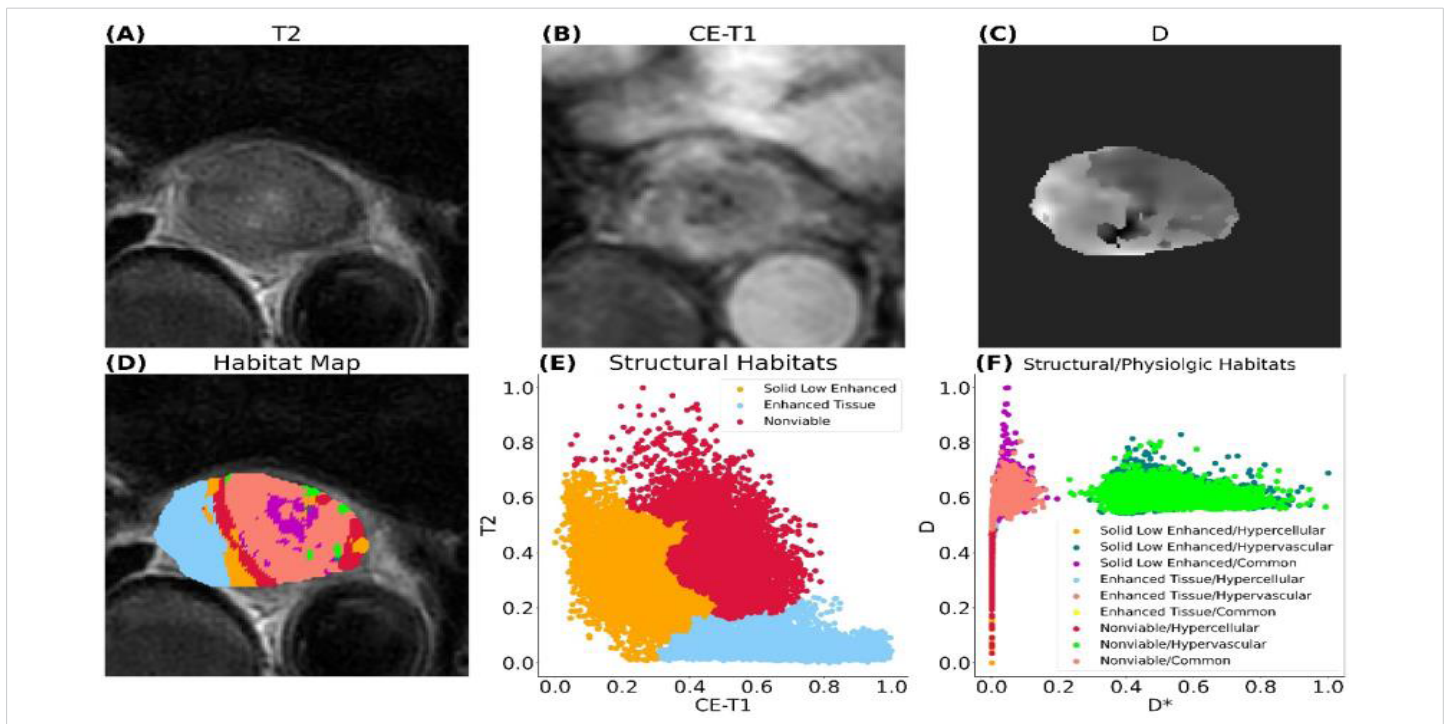 (A) T2
(B) CE-T1
(C) D
(D) Habitat Map
(E) Structural Habitats
(F) Structural/Physiolgic Habitats
1.0
0.8
0.6
0.4
0.2
0.0
T2
Solid Low Enhanced
Enhanced Tissue
Nonviable
0.0 0.2 0.4 0.6 0.8 1.0
CE-T1
1.0
0.8
0.6
0.4
0.2
0.0
D
Solid Low Enhanced/Hypercellular
Solid Low Enhanced/Hypervascular
Solid Low Enhanced/Common
Enhanced Tissue/Hypercellular
Enhanced Tissue/Hypervascular
Enhanced Tissue/Common
Nonviable/Hypercellular
Nonviable/Hypervascular
Nonviable/Common
0.0 0.2 0.4 0.6 0.8 1.0
D*